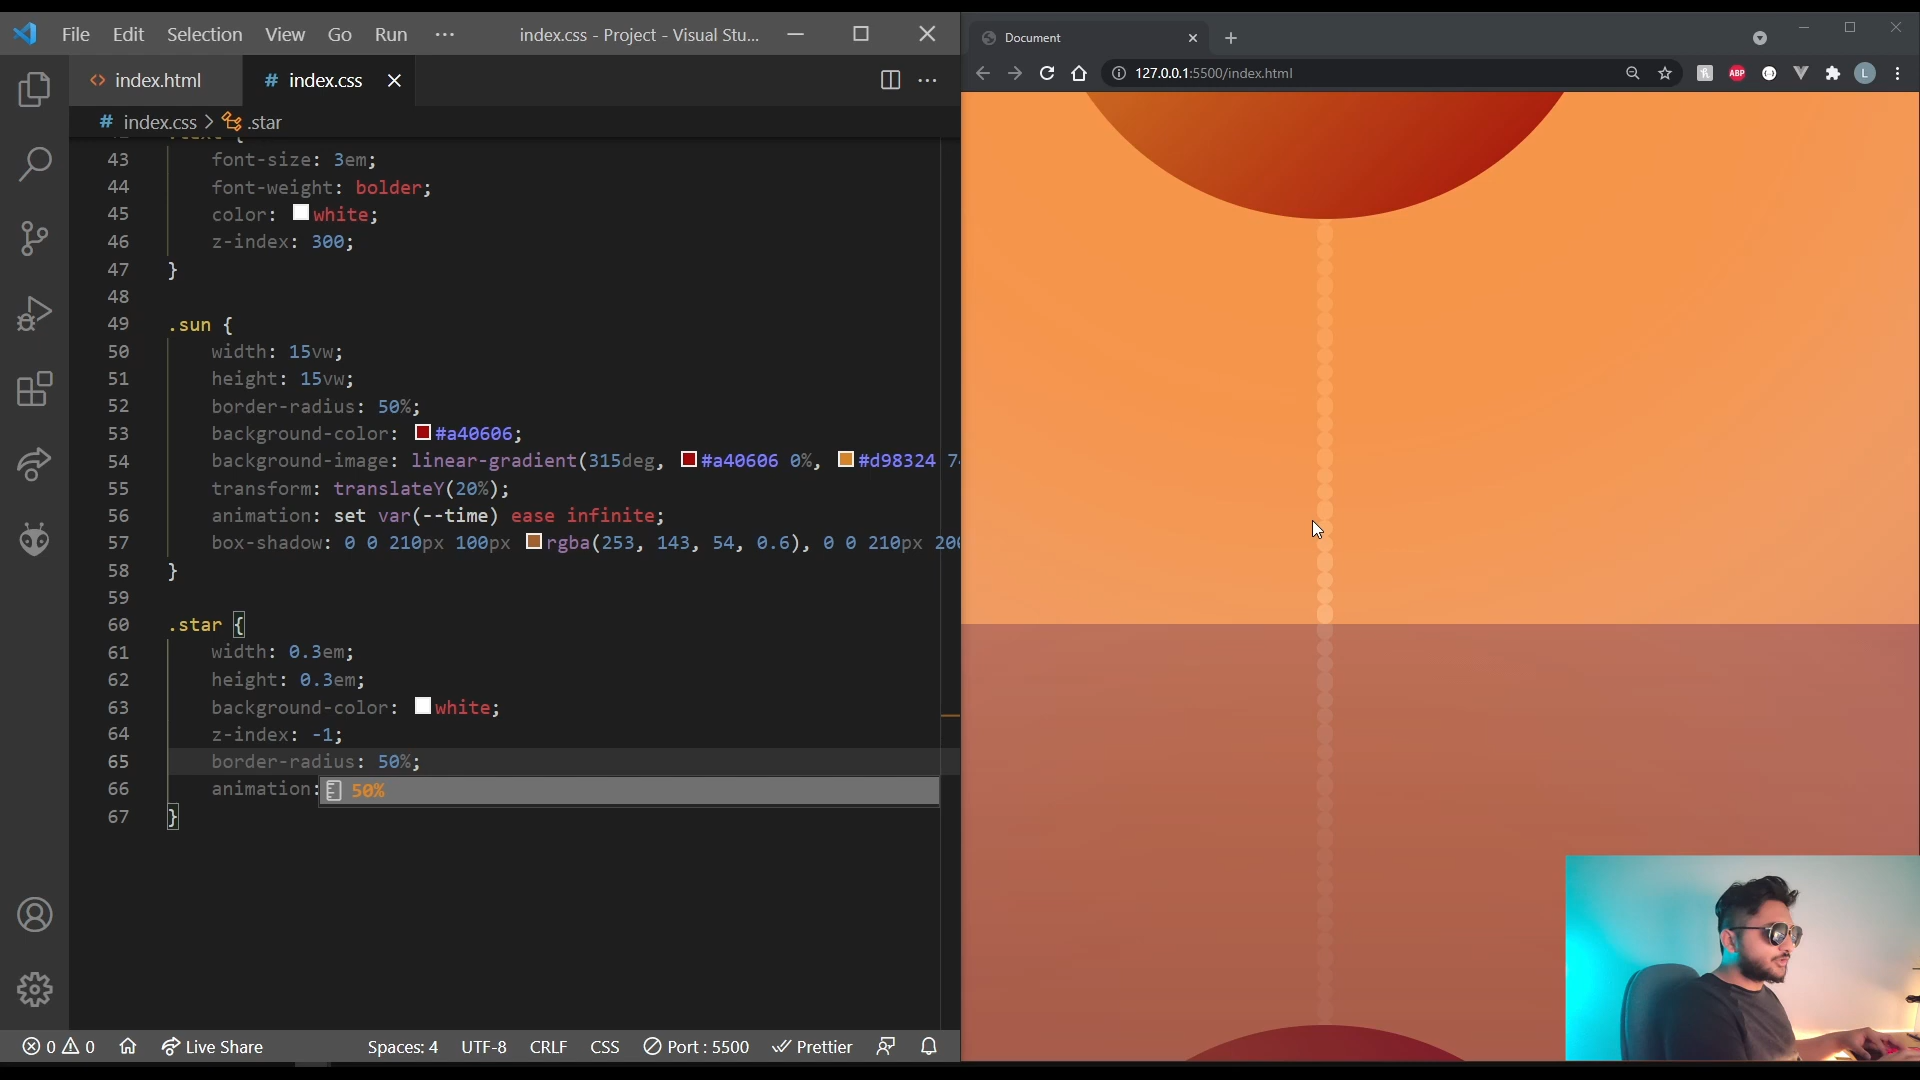 File Edit Selection View Go Run ··· index.css - Project - Visual Stu...
index.html # index.css
# index.css > .star
43 font-size: 3em;
44 font-weight: bolder;
45 color: white;
46 z-index: 300;
47 }
48
49 .sun {
50 width: 15vw;
51 height: 15vw;
52 border-radius: 50%;
53 background-color: #a40606;
54 background-image: linear-gradient(315deg, #a40606 0%, #d98324 7
55 transform: translateY(20%);
56 animation: set var(--time) ease infinite;
57 box-shadow: 0 0 210px 100px rgba(253, 143, 54, 0.6), 0 0 210px 20
58 }
59
60 .star {
61 width: 0.3em;
62 height: 0.3em;
63 background-color: white;
64 z-index: -1;
65 border-radius: 50%;
66 animation:
50%
67 }
0 0 Live Share Spaces: 4 UTF-8 CRLF CSS Port : 5500 Prettier
Document
127.0.0.1:5500/index.html
ABP
L